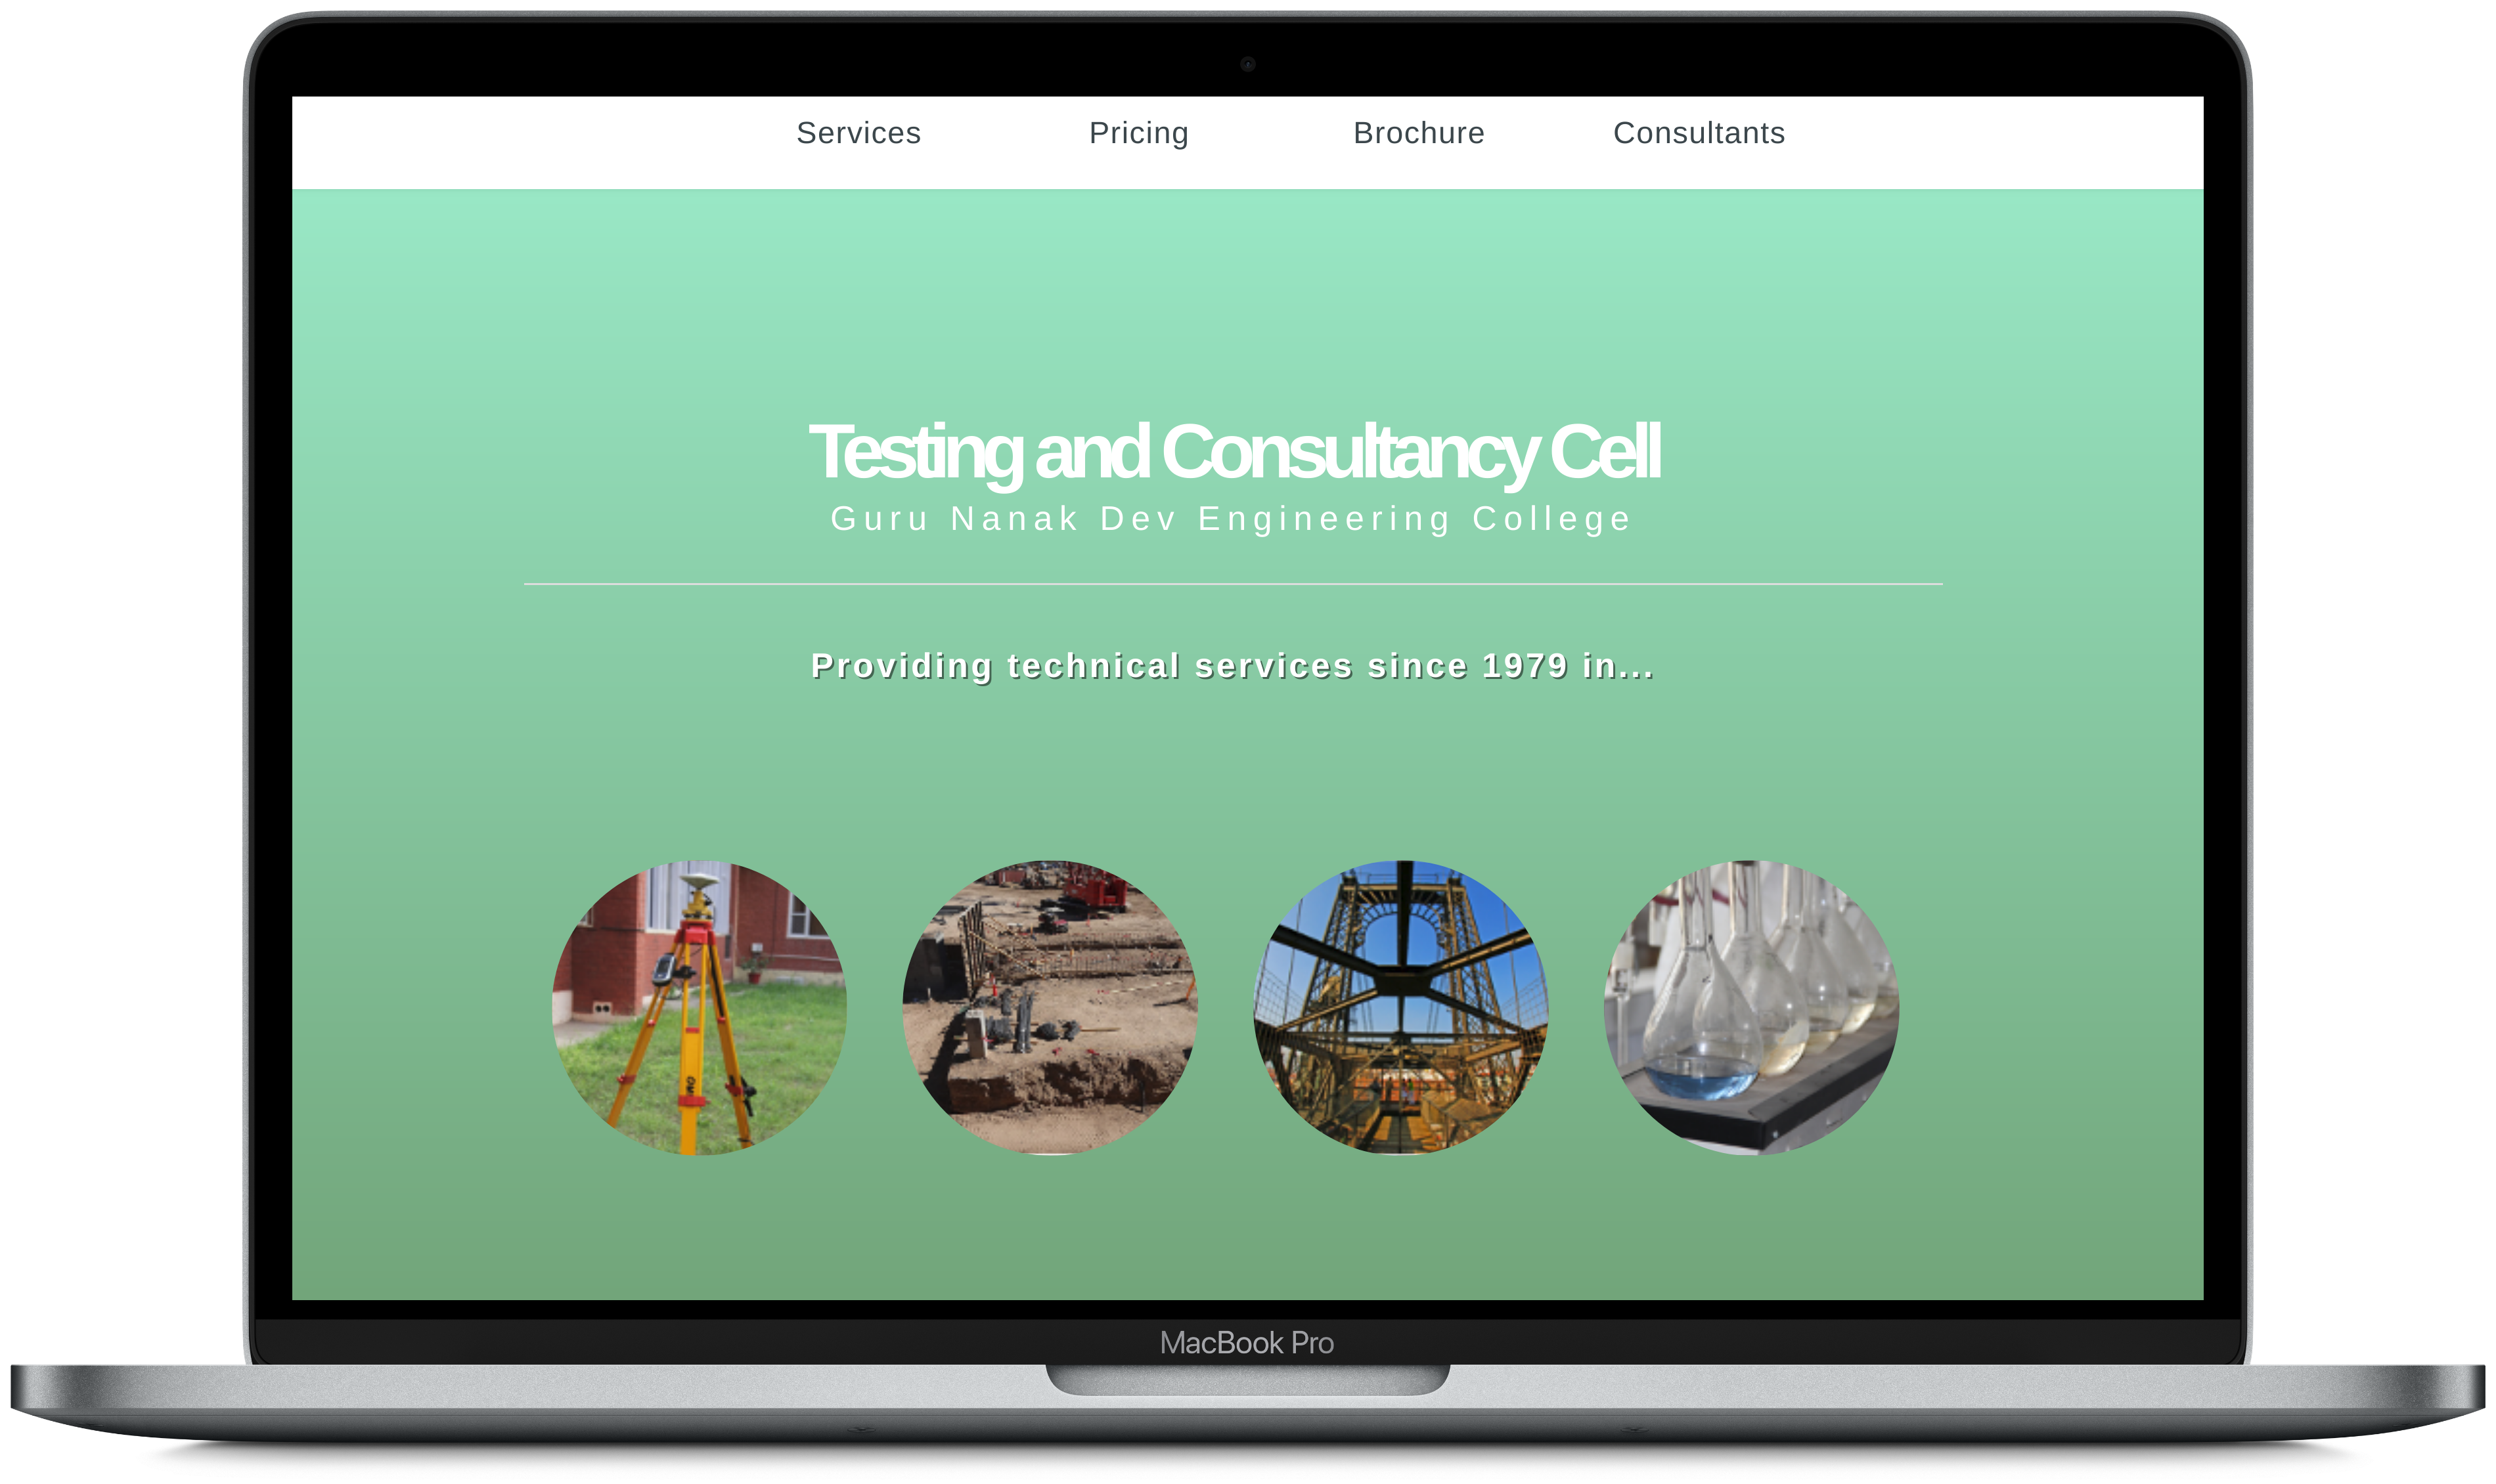 Services Pricing Brochure Consultants
Testing and Consultancy Cell
Guru Nanak Dev Engineering College
Providing technical services since 1979 in...
MacBook Pro